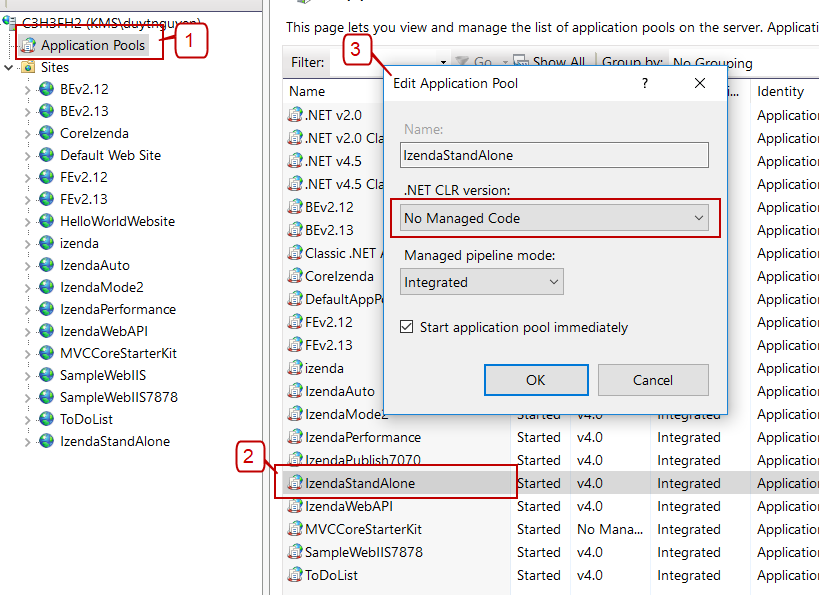 C3H3FH2 (KMS\duytnguyen)
Application Pools
1
Sites
BEv2.12
BEv2.13
CoreIzenda
Default Web Site
FEv2.12
FEv2.13
HelloWorldWebsite
izenda
IzendaAuto
IzendaMode2
IzendaPerformance
IzendaWebAPI
MVCCoreStarterKit
SampleWebIIS
SampleWebIIS7878
ToDoList
IzendaStandAlone
This page lets you view and manage the list of application pools on the server. Applicati
Filter: Go Show All Group by: No Grouping
Name i... Identity
.NET v2.0 Applicatio
.NET v2.0 Cla Applicatio
.NET v4.5 Applicatio
.NET v4.5 Cla Applicatio
BEv2.12 Applicatio
BEv2.13 Applicatio
Classic .NET A Applicatio
CoreIzenda Applicatio
DefaultAppPo Applicatio
FEv2.12 Applicatio
FEv2.13 Applicatio
izenda Applicatio
IzendaAuto Applicatio
IzendaMode2 Started v4.0 Integrated Applicatio
IzendaPerformance Started v4.0 Integrated Applicatio
IzendaPublish7070 Started v4.0 Integrated Applicatio
2
IzendaStandAlone Started v4.0 Integrated Applicatio
IzendaWebAPI Started v4.0 Integrated Applicatio
MVCCoreStarterKit Started No Mana... Integrated Applicatio
SampleWebIIS7878 Started v4.0 Integrated Applicatio
ToDoList Started v4.0 Integrated Applicatio
3
Edit Application Pool ?
Name:
IzendaStandAlone
.NET CLR version:
No Managed Code
Managed pipeline mode:
Integrated
Start application pool immediately
OK Cancel